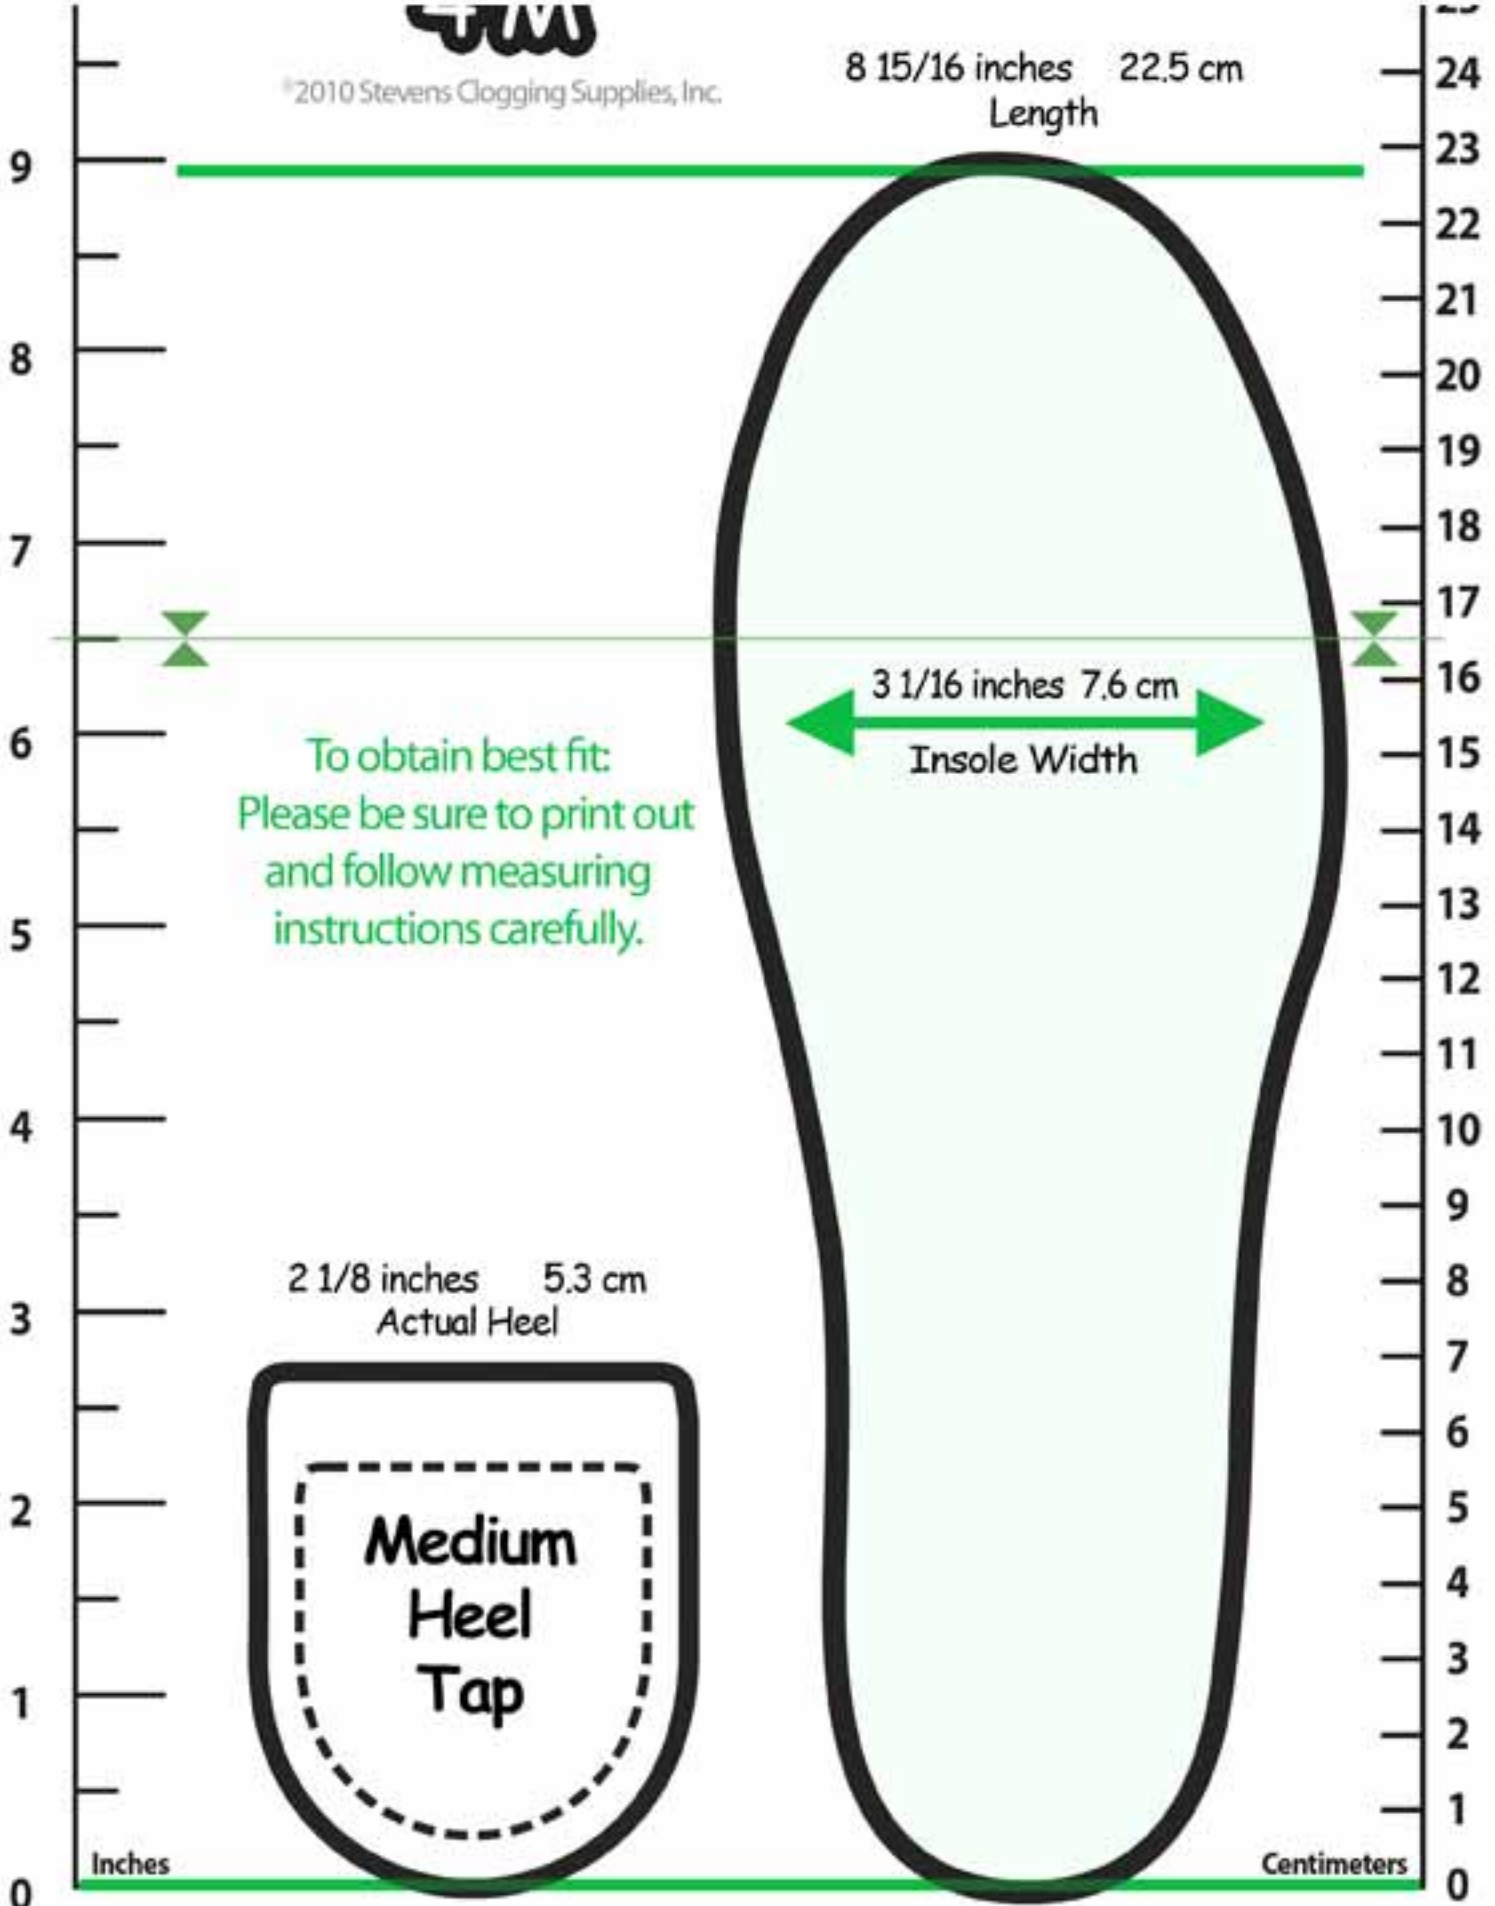 4M
©2010 Stevens Clogging Supplies, Inc.
8 15/16 inches 22.5 cm
Length
24
23
9
22
21
8
20
19
7
18
17
3 1/16 inches 7.6 cm
Insole Width
16
6
15
To obtain best fit:
Please be sure to print out
and follow measuring
instructions carefully.
14
13
5
12
11
4
10
9
2 1/8 inches 5.3 cm
Actual Heel
8
3
7
6
2
5
Medium
Heel
Tap
4
3
1
2
1
Inches
Centimeters
0
0